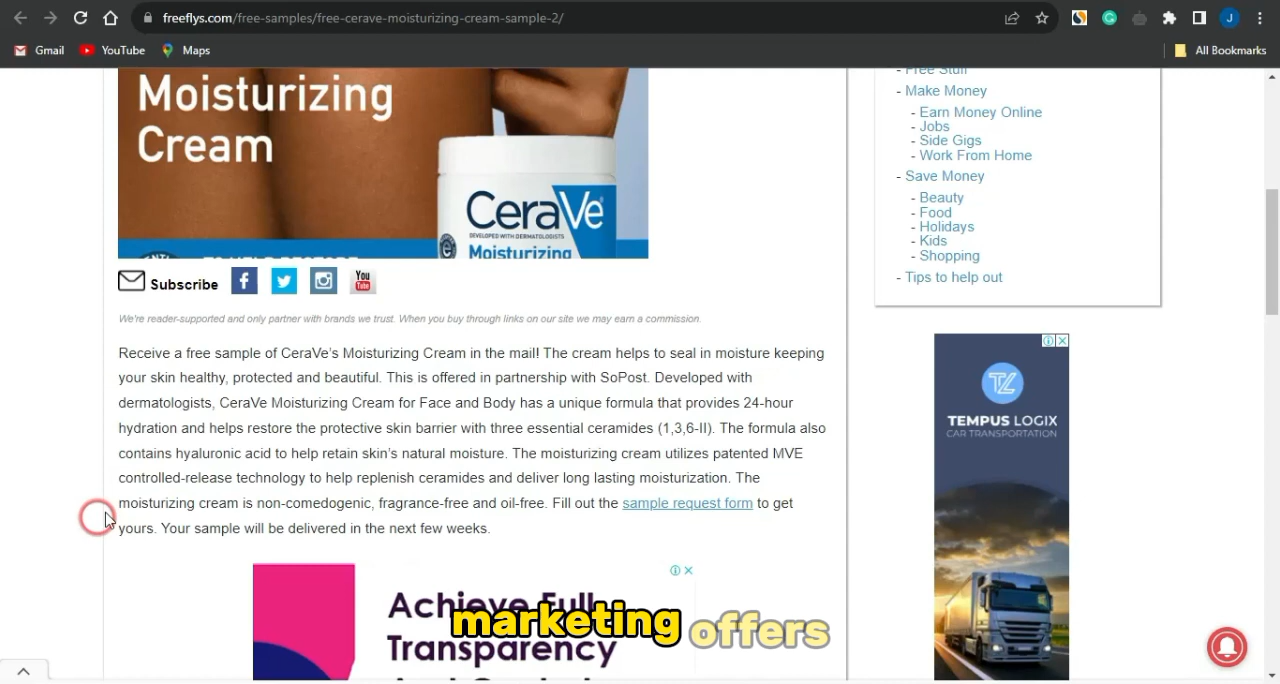 freeflys.com/free-samples/free-cerave-moisturizing-cream-sample-2/
J
Gmail
YouTube
Maps
All Bookmarks
Moisturizing
Cream
CeraVe
DEVELOPED WITH DERMATOLOGISTS
Moisturizing
Subscribe
You
Tube
We're reader-supported and only partner with brands we trust. When you buy through links on our site we may earn a commission.
Receive a free sample of CeraVe's Moisturizing Cream in the mail! The cream helps to seal in moisture keeping
your skin healthy, protected and beautiful. This is offered in partnership with SoPost. Developed with
dermatologists, CeraVe Moisturizing Cream for Face and Body has a unique formula that provides 24-hour
hydration and helps restore the protective skin barrier with three essential ceramides (1,3,6-II). The formula also
contains hyaluronic acid to help retain skin's natural moisture. The moisturizing cream utilizes patented MVE
controlled-release technology to help replenish ceramides and deliver long lasting moisturization. The
moisturizing cream is non-comedogenic, fragrance-free and oil-free. Fill out the sample request form to get
yours. Your sample will be delivered in the next few weeks.
Achieve Full
Transparency
marketing offers
- Free Stuff
- Make Money
- Earn Money Online
- Jobs
- Side Gigs
- Work From Home
- Save Money
- Beauty
- Food
- Holidays
- Kids
- Shopping
- Tips to help out
TEMPUS LOGIX
CAR TRANSPORTATION